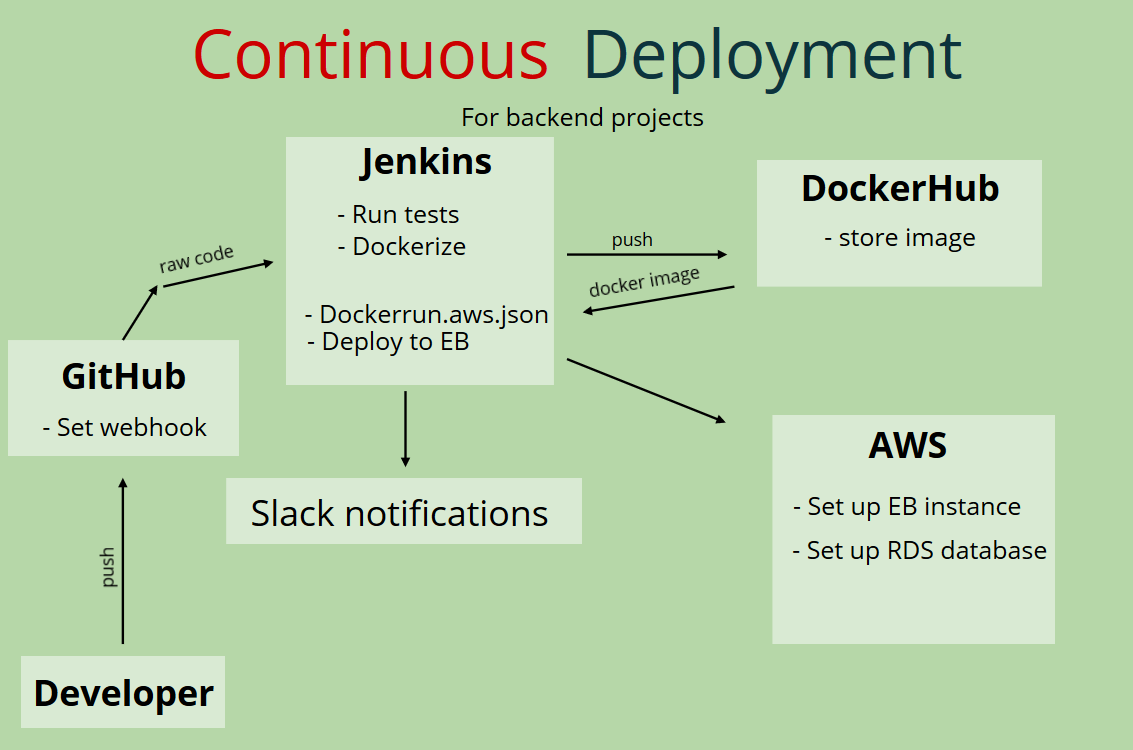 Continuous Deployment
For backend projects
Jenkins
- Run tests
- Dockerize
- Dockerrun.aws.json
- Deploy to EB
push
docker image
DockerHub
- store image
raw code
GitHub
- Set webhook
Slack notifications
AWS
- Set up EB instance
- Set up RDS database
push
Developer